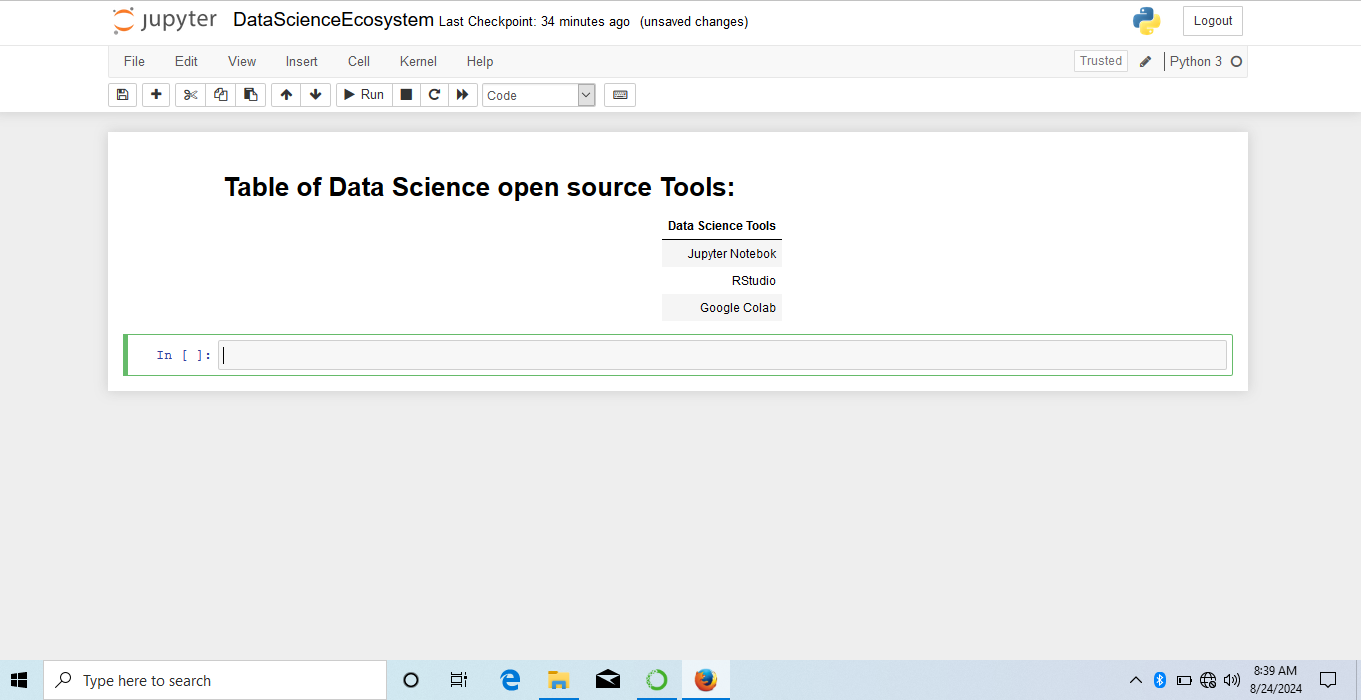 jupyter DataScienceEcosystem Last Checkpoint: 34 minutes ago (unsaved changes) Logout
File Edit View Insert Cell Kernel Help Trusted Python 3
Run Code
Table of Data Science open source Tools:
Data Science Tools
Jupyter Notebok
RStudio
Google Colab
In [ ]:
Type here to search
8:39 AM
8/24/2024